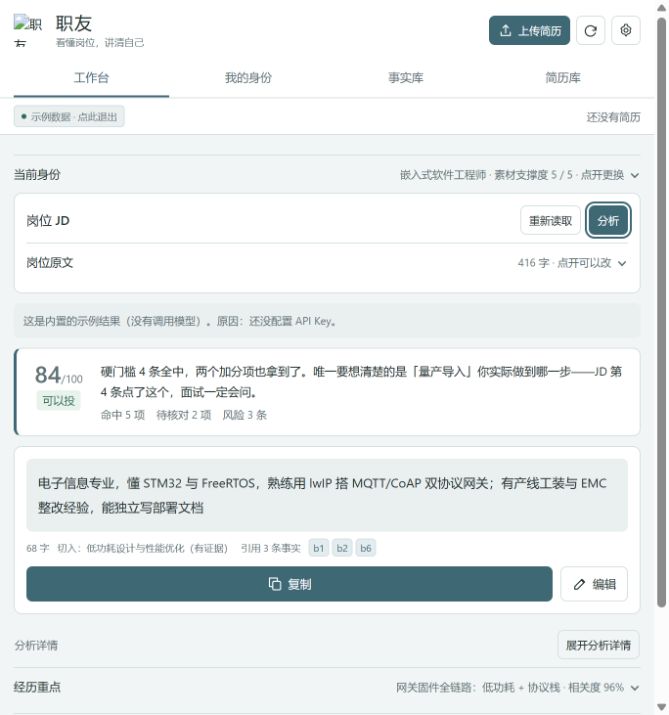 职友
职友
看懂岗位，讲清自己
上传简历
工作台
我的身份
事实库
简历库
示例数据 · 点此退出
还没有简历
当前身份
嵌入式软件工程师 · 素材支撑度 5 / 5 · 点开更换
岗位 JD
重新读取
分析
岗位原文
416 字 · 点开可以改
这是内置的示例结果（没有调用模型）。原因：还没配置 API Key。
84/100
可以投
硬门槛 4 条全中，两个加分项也拿到了。唯一要想清楚的是「量产导入」你实际做到哪一步——JD 第
4 条点了这个，面试一定会问。
命中 5 项 待核对 2 项 风险 3 条
电子信息专业，懂 STM32 与 FreeRTOS，熟练用 lwIP 搭 MQTT/CoAP 双协议网关；有产线工装与 EMC
整改经验，能独立写部署文档
68 字 切入：低功耗设计与性能优化（有证据） 引用 3 条事实 b1 b2 b6
复制
编辑
分析详情
展开分析详情
经历重点
网关固件全链路：低功耗 + 协议栈 · 相关度 96%